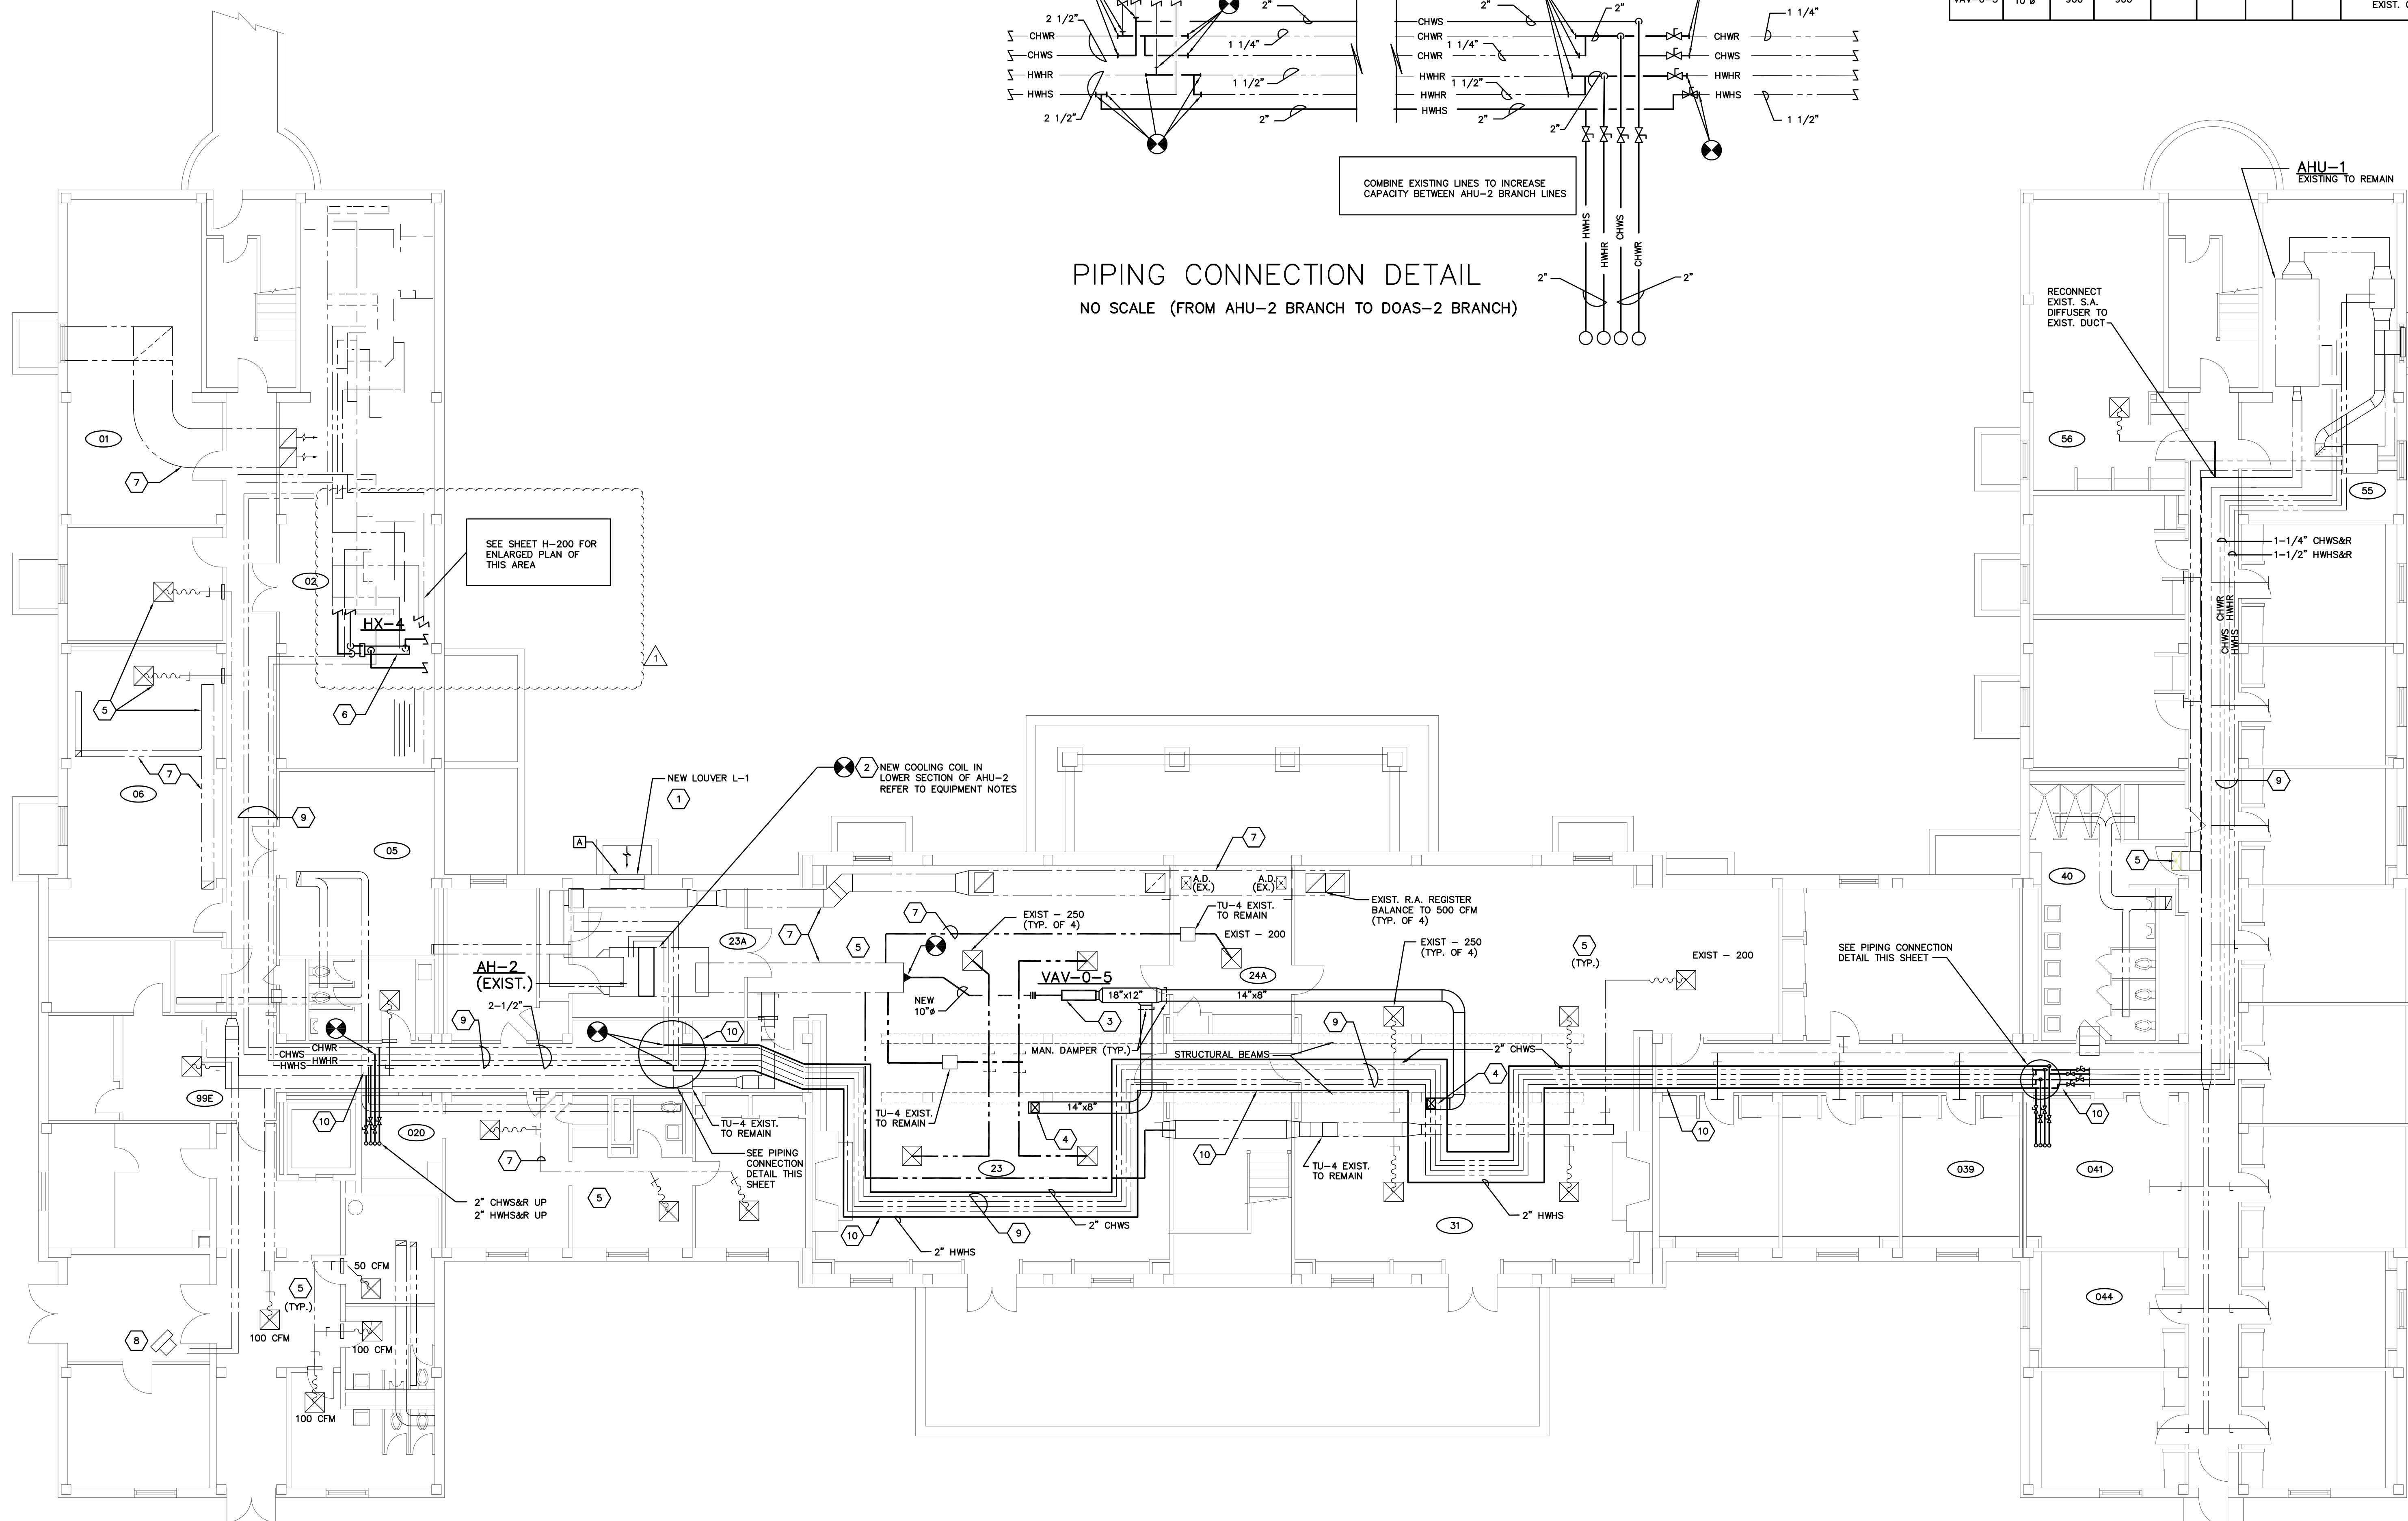 2 1/2"
2"
2"
2"
1 1/4"
CHWR
CHWS
HWHR
HWHS
1 1/4"
1 1/2"
2 1/2"
2"
CHWS
CHWR
CHWR
HWHR
HWHR
HWHS
1 1/4"
1 1/2"
2"
2"
CHWR
CHWS
HWHR
HWHS
1 1/2"
VAV-0-5
10"ø
900
900
EXIST.
COMBINE EXISTING LINES TO INCREASE
CAPACITY BETWEEN AHU-2 BRANCH LINES
HWHS
HWHR
CHWS
CHWR
2"
2"
PIPING CONNECTION DETAIL
NO SCALE (FROM AHU-2 BRANCH TO DOAS-2 BRANCH)
AHU-1
EXISTING TO REMAIN
RECONNECT
EXIST. S.A.
DIFFUSER TO
EXIST. DUCT
01
7
56
55
SEE SHEET H-200 FOR
ENLARGED PLAN OF
THIS AREA
1-1/4" CHWS&R
1-1/2" HWHS&R
02
HX-4
CHWR
HWHR
CHWS
HWHS
1
5
6
7
06
NEW LOUVER L-1
1
2
NEW COOLING COIL IN
LOWER SECTION OF AHU-2
REFER TO EQUIPMENT NOTES
9
9
A
05
7
5
40
A.D.
(EX.)
A.D.
(EX.)
EXIST. R.A. REGISTER
BALANCE TO 500 CFM
(TYP. OF 4)
TU-4 EXIST.
TO REMAIN
7
EXIST - 250
(TYP. OF 4)
EXIST - 200
23A
7
5
EXIST - 250
(TYP. OF 4)
5
(TYP.)
EXIST - 200
SEE PIPING CONNECTION
DETAIL THIS SHEET
AH-2
(EXIST.)
24A
VAV-0-5
2-1/2"
NEW
10"ø
18"x12"
14"x8"
3
9
10
9
CHWR
CHWS
HWHR
HWHS
MAN. DAMPER (TYP.)
STRUCTURAL BEAMS
2" CHWS
4
99E
10
020
TU-4 EXIST.
TO REMAIN
14"x8"
4
10
10
10
TU-4 EXIST.
TO REMAIN
7
SEE PIPING
CONNECTION
DETAIL THIS
SHEET
10
TU-4 EXIST.
TO REMAIN
23
039
041
5
2" CHWS&R UP
2" HWHS&R UP
2" CHWS
2" HWHS
31
10
9
2" HWHS
50 CFM
5
(TYP.)
044
8
100 CFM
100 CFM
100 CFM